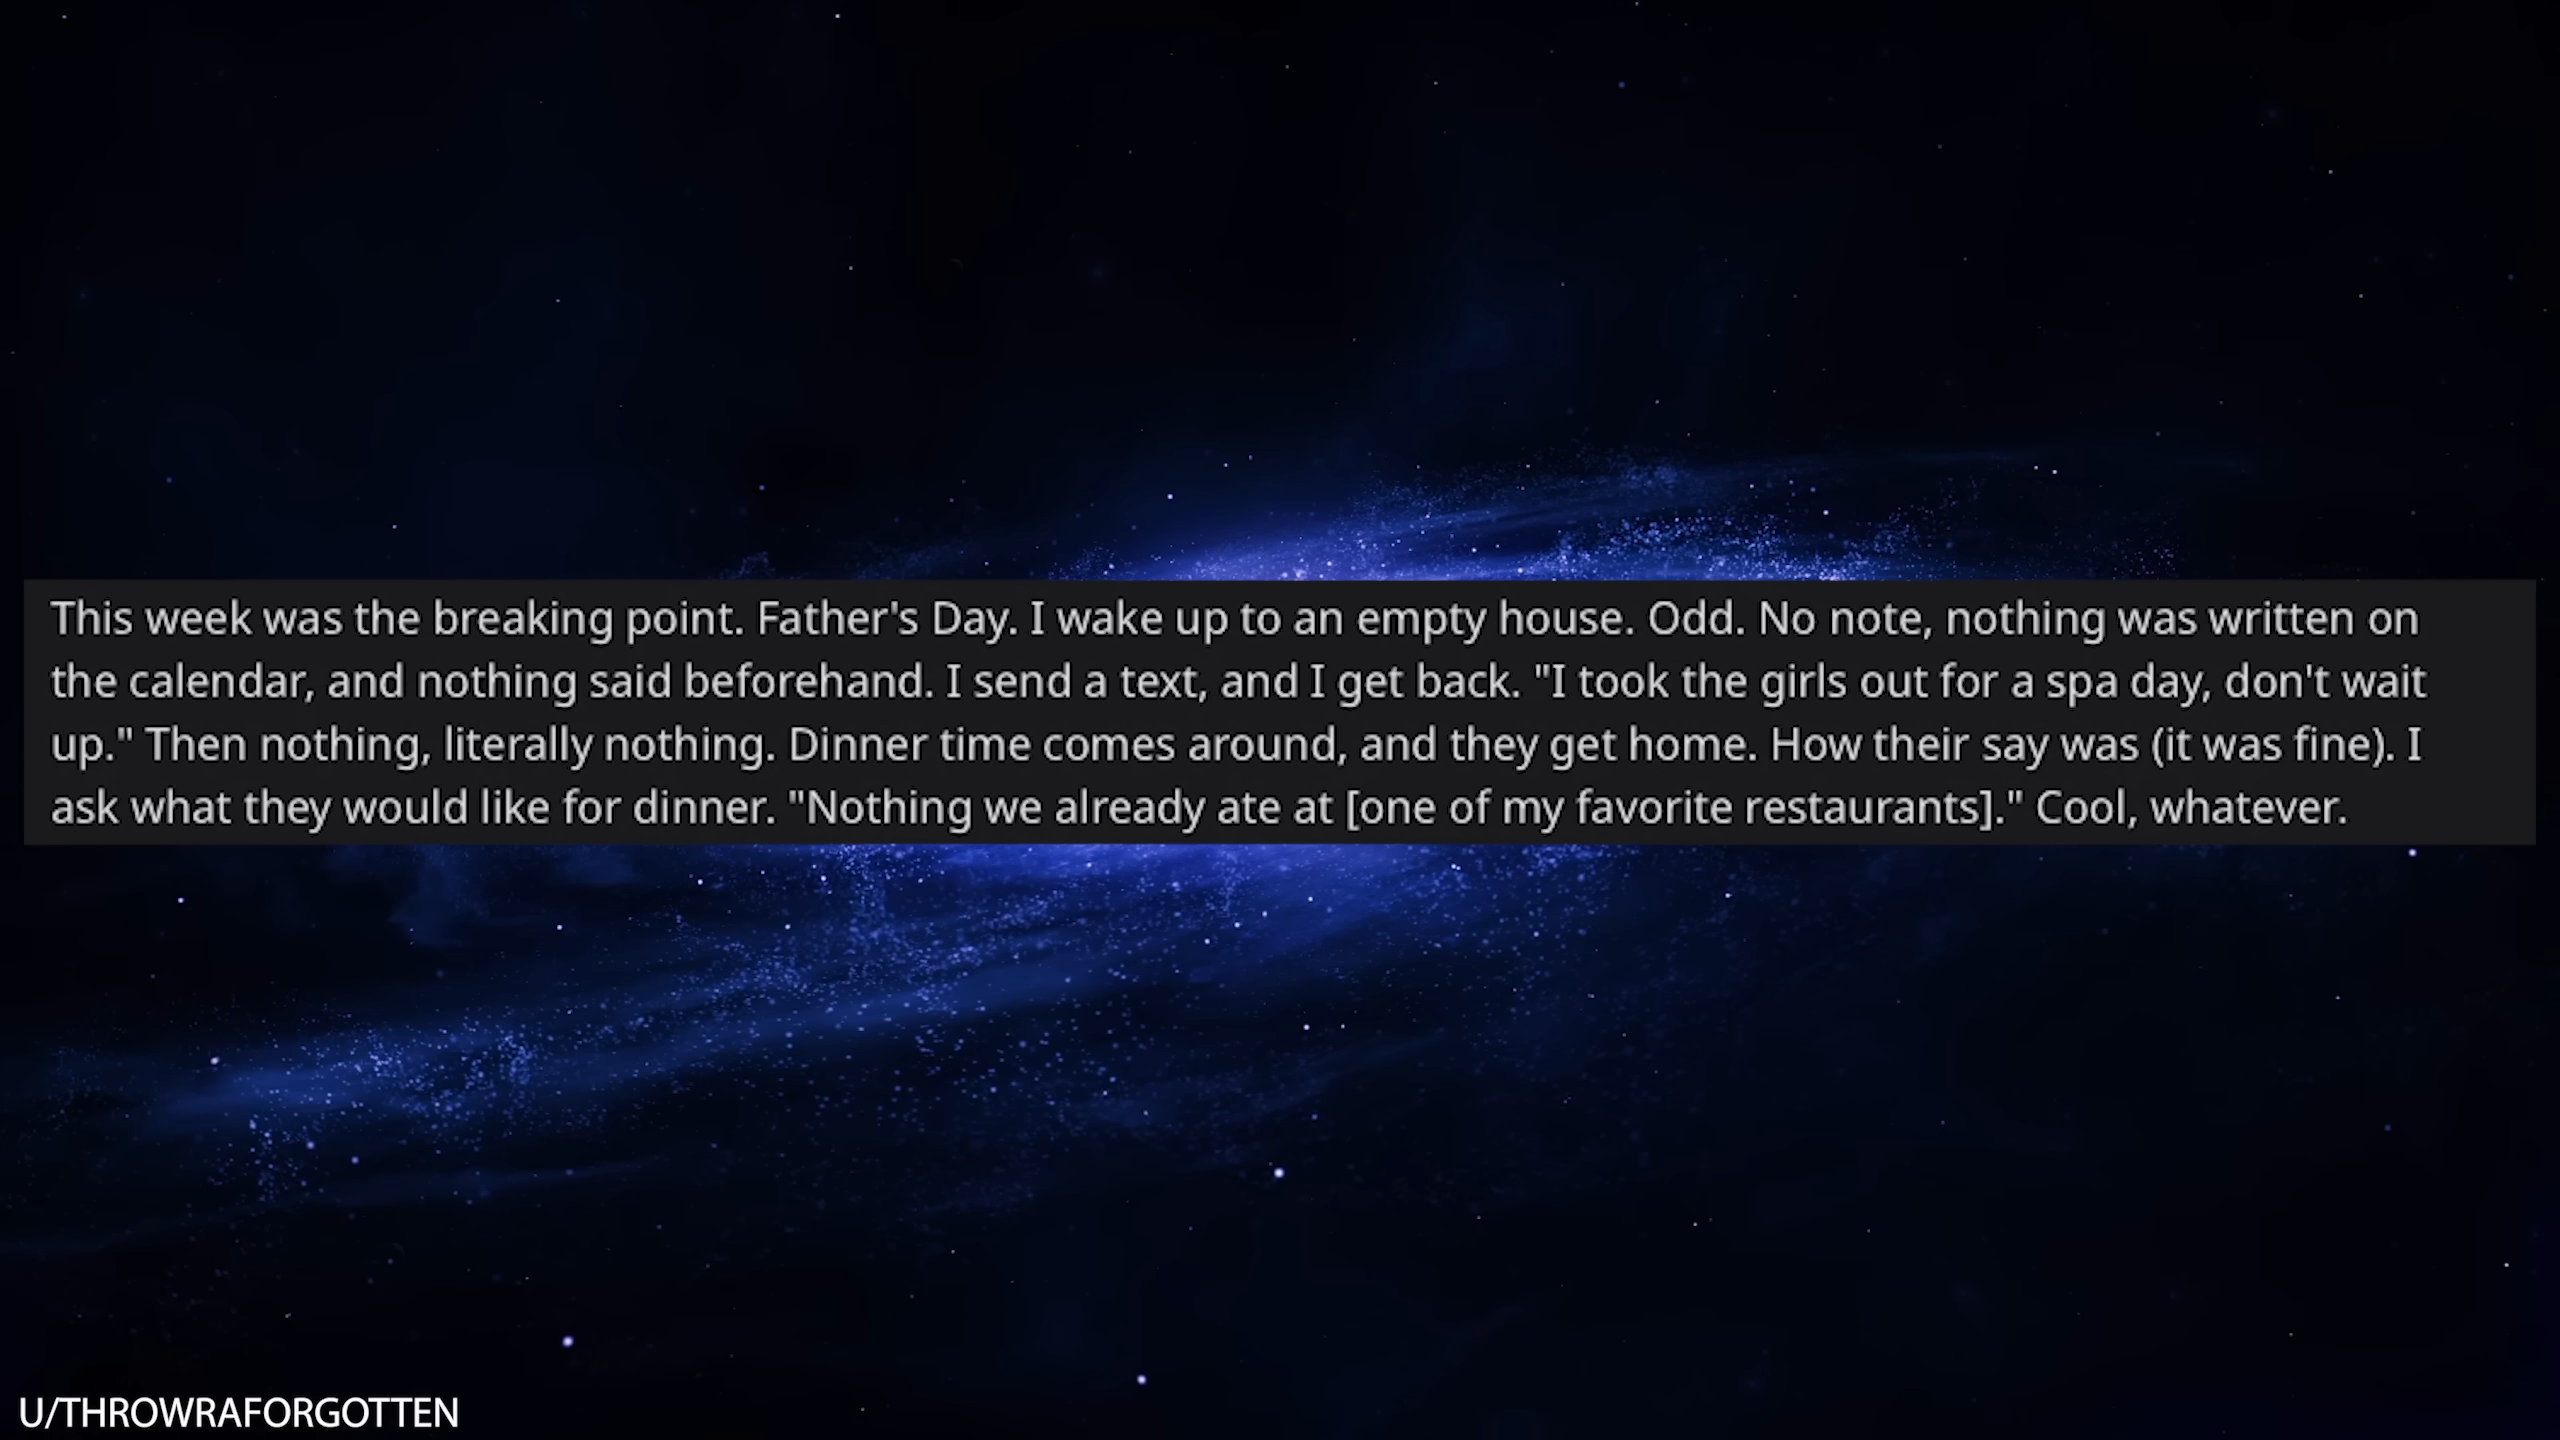 This week was the breaking point. Father's Day. I wake up to an empty house. Odd. No note, nothing was written on
the calendar, and nothing said beforehand. I send a text, and I get back. "I took the girls out for a spa day, don't wait
up." Then nothing, literally nothing. Dinner time comes around, and they get home. How their say was (it was fine). I
ask what they would like for dinner. "Nothing we already ate at [one of my favorite restaurants]." Cool, whatever.
U/THROWRAFORGOTTEN